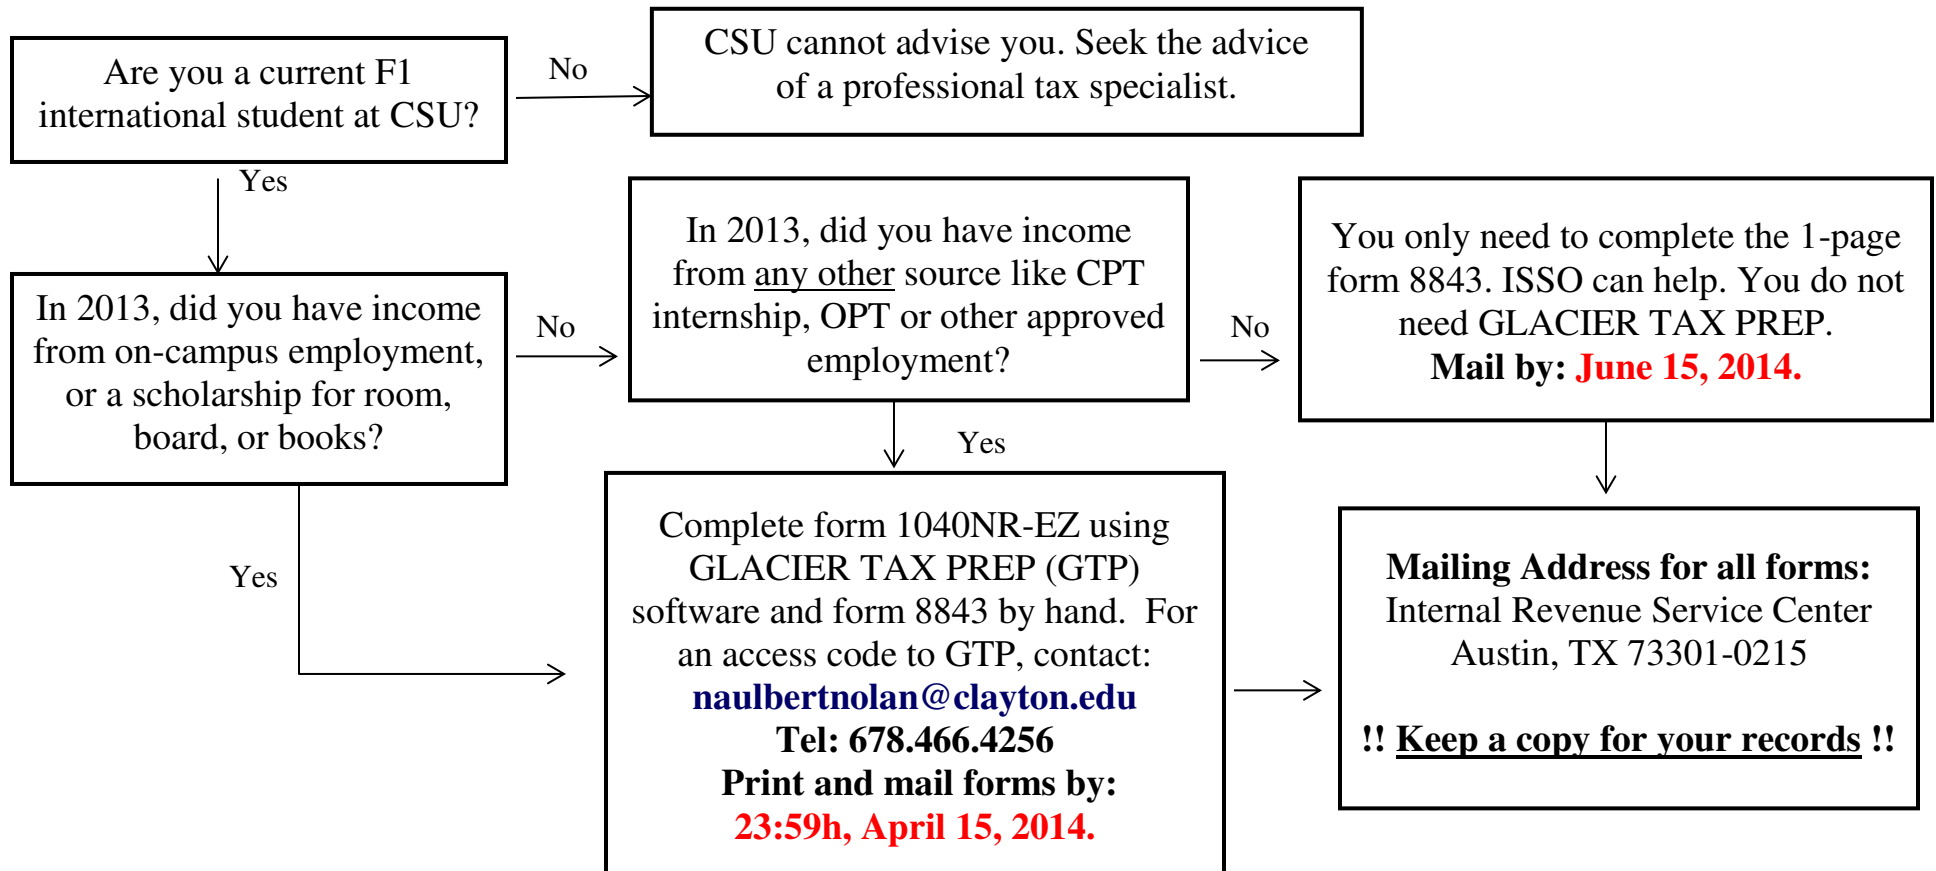 Are you a current F1
international student at CSU?
No
CSU cannot advise you. Seek the advice
of a professional tax specialist.
Yes
In 2013, did you have income
from on-campus employment,
or a scholarship for room,
board, or books?
No
In 2013, did you have income
from any other source like CPT
internship, OPT or other approved
employment?
No
You only need to complete the 1-page
form 8843. ISSO can help. You do not
need GLACIER TAX PREP.
Mail by: June 15, 2014.
Yes
Yes
Complete form 1040NR-EZ using
GLACIER TAX PREP (GTP)
software and form 8843 by hand. For
an access code to GTP, contact:
naulbertnolan@clayton.edu
Tel: 678.466.4256
Print and mail forms by:
23:59h, April 15, 2014.
Mailing Address for all forms:
Internal Revenue Service Center
Austin, TX 73301-0215
!! Keep a copy for your records !!